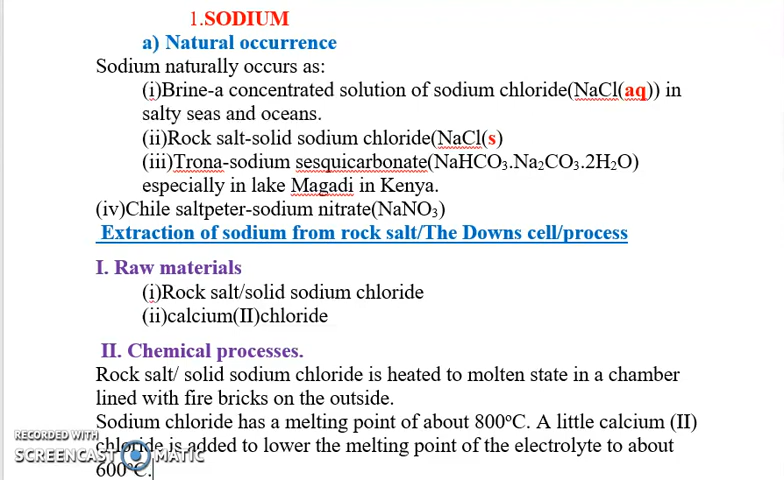 1.SODIUM
a) Natural occurrence
Sodium naturally occurs as:
(i)Brine-a concentrated solution of sodium chloride(NaCl(aq)) in
salty seas and oceans.
(ii)Rock salt-solid sodium chloride(NaCl(s)
(iii)Trona-sodium sesquicarbonate(NaHCO₃.Na₂CO₃.2H₂O)
especially in lake Magadi in Kenya.
(iv)Chile saltpeter-sodium nitrate(NaNO₃)
Extraction of sodium from rock salt/The Downs cell/process
I. Raw materials
(i)Rock salt/solid sodium chloride
(ii)calcium(II)chloride
II. Chemical processes.
Rock salt/ solid sodium chloride is heated to molten state in a chamber
lined with fire bricks on the outside.
Sodium chloride has a melting point of about 800°C. A little calcium (II)
chloride is added to lower the melting point of the electrolyte to about
600°C.
RECORDED WITH
SCREENCAST MATIC